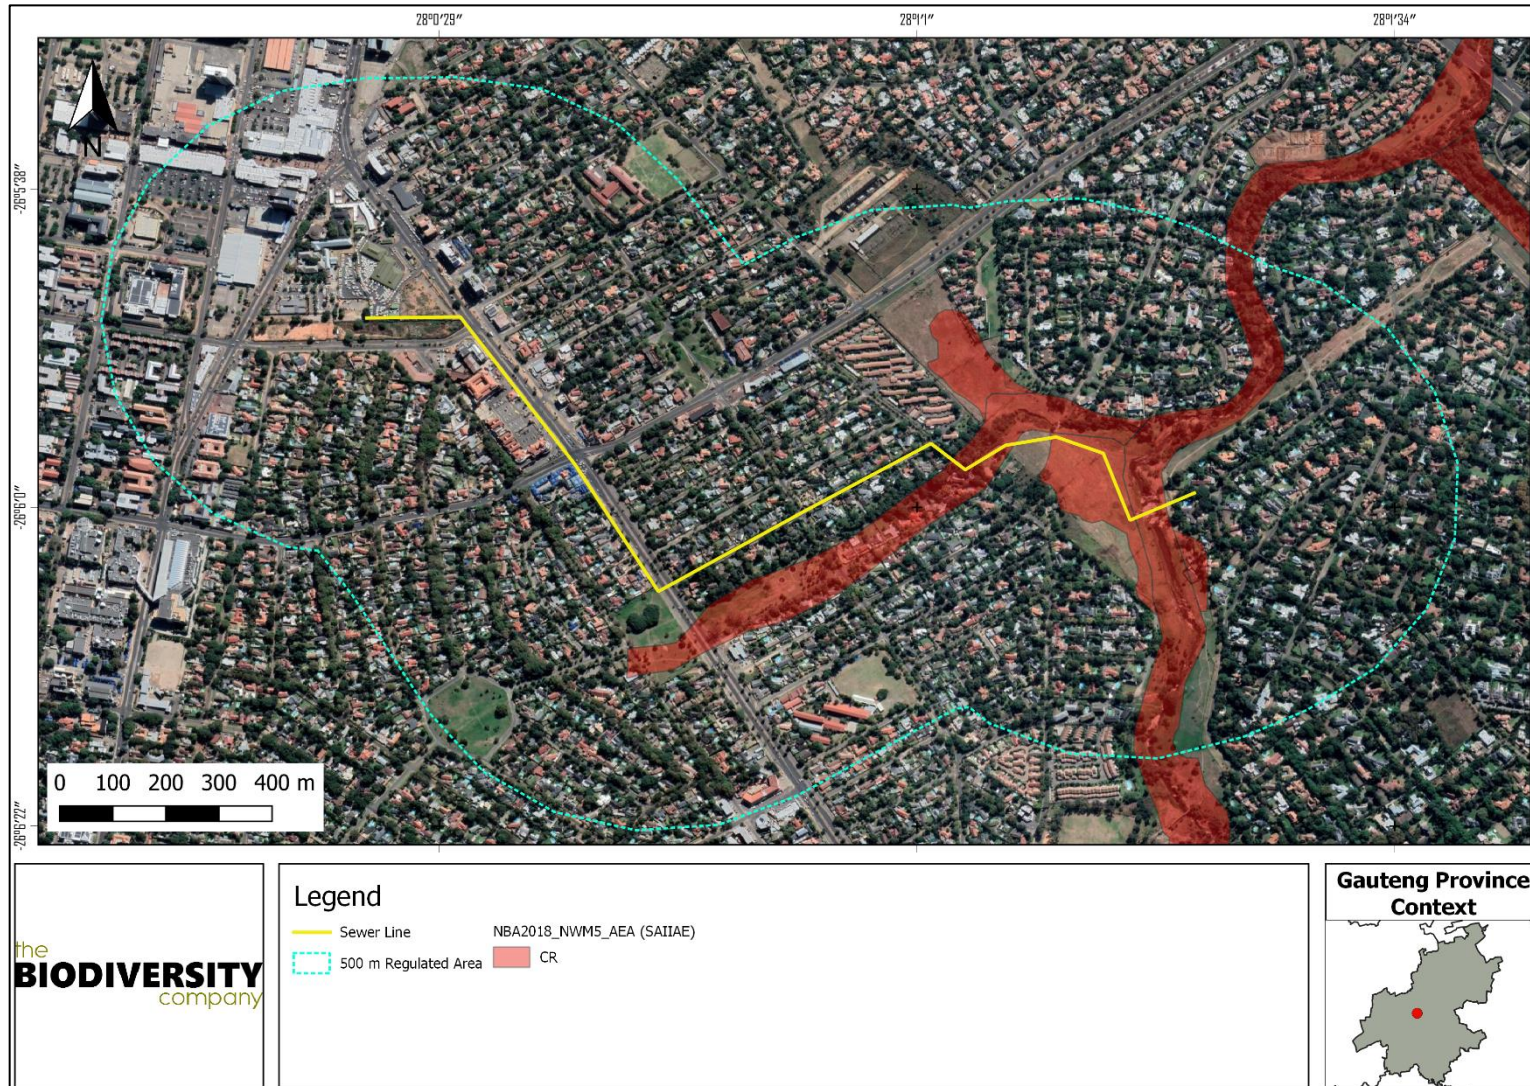 28°0'29"
28°1'1"
28°1'34"
-26°5'38"
-26°6'0"
-26°6'22"
N
0 100 200 300 400 m
the
BIODIVERSITY
company
Legend
Sewer Line
500 m Regulated Area
NBA2018_NWM5_AEA (SAIIAE)
CR
Gauteng Province
Context